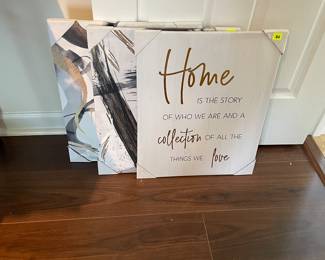 Home
IS THE STORY
OF WHO WE ARE AND A
collection OF ALL THE
THINGS WE love